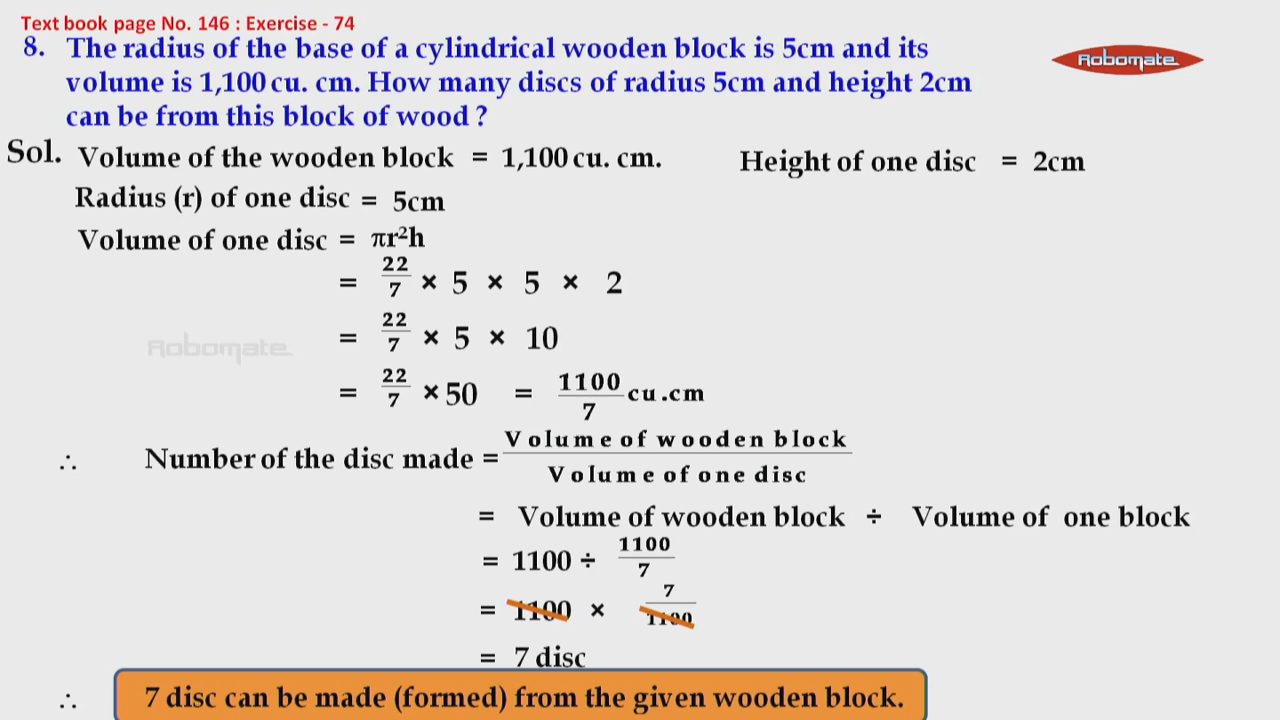 Text book page No. 146 : Exercise - 74
8. The radius of the base of a cylindrical wooden block is 5cm and its
Robomate
volume is 1,100 cu. cm. How many discs of radius 5cm and height 2cm
can be from this block of wood ?
Sol. Volume of the wooden block = 1,100 cu. cm. Height of one disc = 2cm
Radius (r) of one disc = 5cm
Volume of one disc = πr²h
= 22/7 × 5 × 5 × 2
= 22/7 × 5 × 10
Robomate
= 22/7 × 50 = 1100/7 cu.cm
∴ Number of the disc made = Volume of wooden block / Volume of one disc
= Volume of wooden block ÷ Volume of one block
= 1100 ÷ 1100/7
= 1100 × 7/1100
= 7 disc
∴ 7 disc can be made (formed) from the given wooden block.